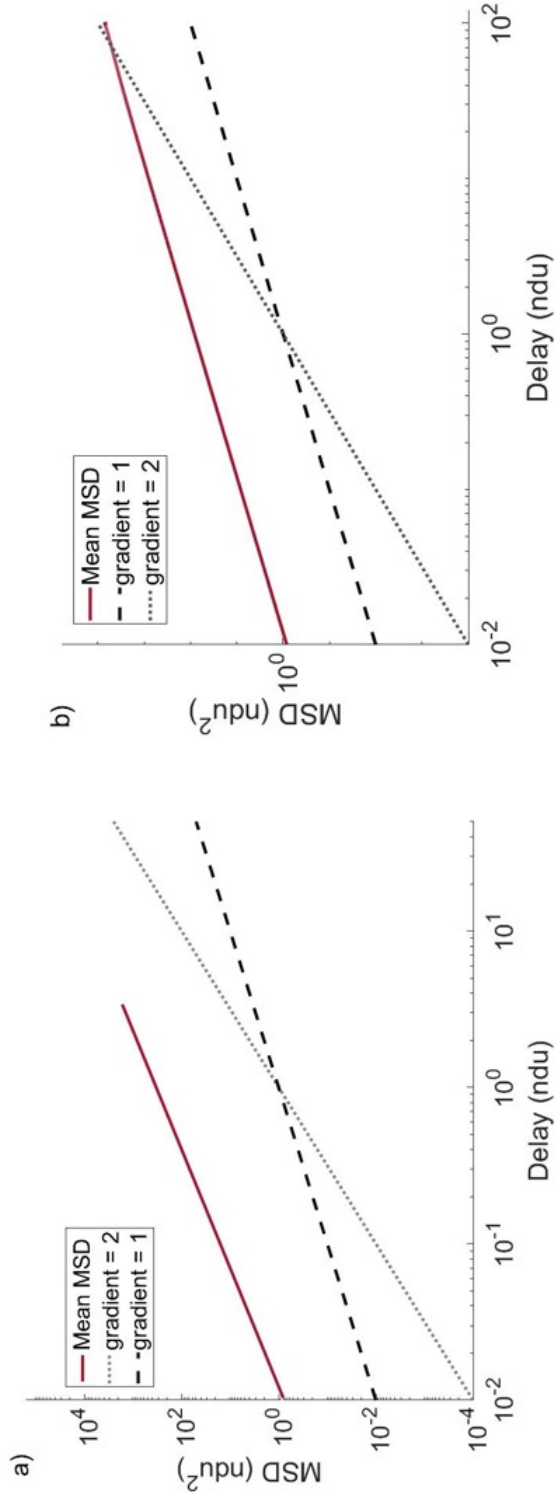 a)
Mean MSD
gradient = 2
gradient = 1
10⁴
10²
10⁰
10⁻²
10⁻⁴
MSD (ndu²)
10⁻² 10⁻¹ 10⁰ 10¹
Delay (ndu)
b)
Mean MSD
gradient = 1
gradient = 2
10⁰
MSD (ndu²)
10⁻² 10⁰ 10²
Delay (ndu)